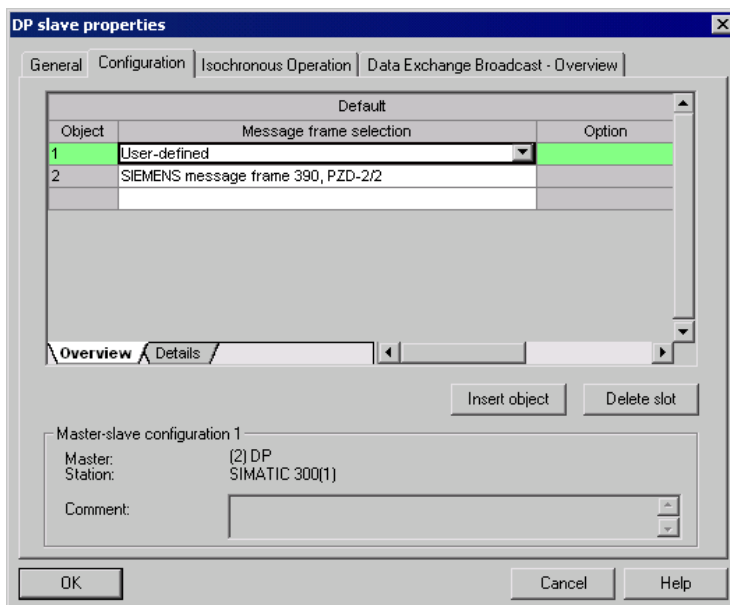 DP slave properties
General Configuration Isochronous Operation Data Exchange Broadcast - Overview
Default
Object Message frame selection Option
1 User-defined
2 SIEMENS message frame 390, PZD-2/2
Overview Details
Insert object Delete slot
Master-slave configuration 1
Master: (2) DP
Station: SIMATIC 300(1)
Comment:
OK Cancel Help